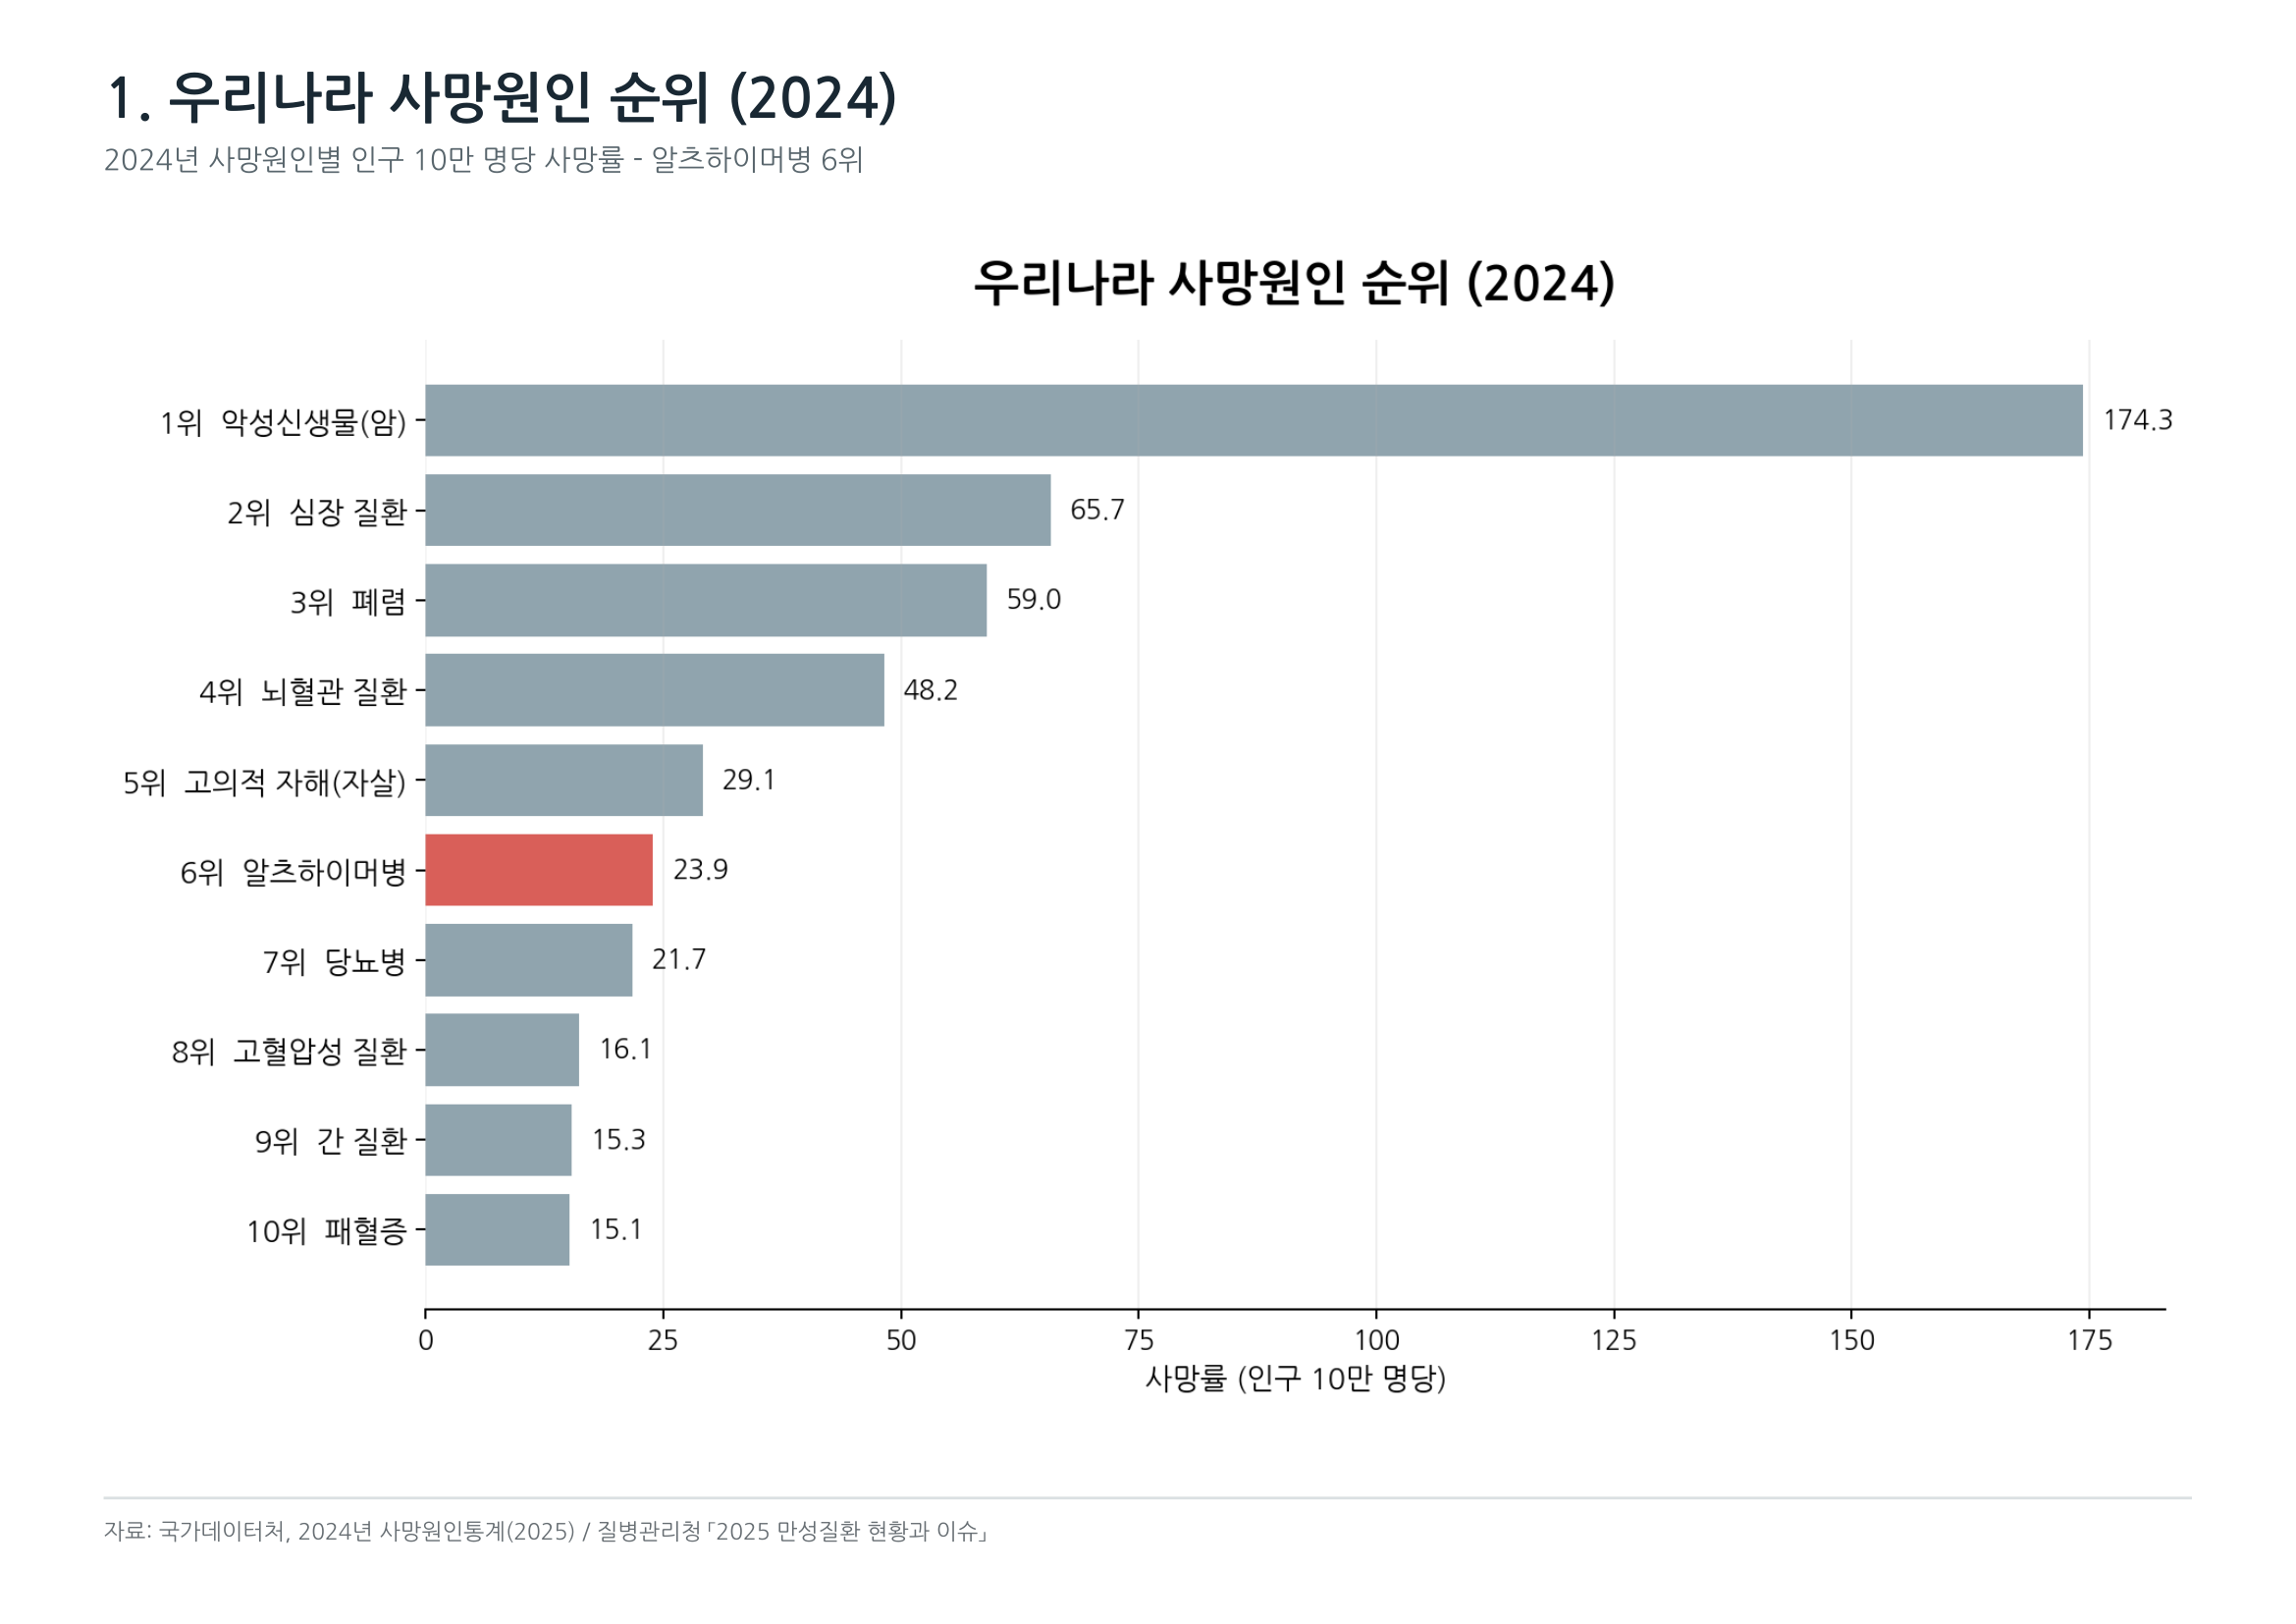 1. 우리나라 사망원인 순위 (2024)
2024년 사망원인별 인구 10만 명당 사망률 - 알츠하이머병 6위
우리나라 사망원인 순위 (2024)
1위 악성신생물(암) 174.3
2위 심장 질환 65.7
3위 폐렴 59.0
4위 뇌혈관 질환 48.2
5위 고의적 자해(자살) 29.1
6위 알츠하이머병 23.9
7위 당뇨병 21.7
8위 고혈압성 질환 16.1
9위 간 질환 15.3
10위 패혈증 15.1
0 25 50 75 100 125 150 175
사망률 (인구 10만 명당)
자료: 국가데이터처, 2024년 사망원인통계(2025) / 질병관리청 「2025 만성질환 현황과 이슈」